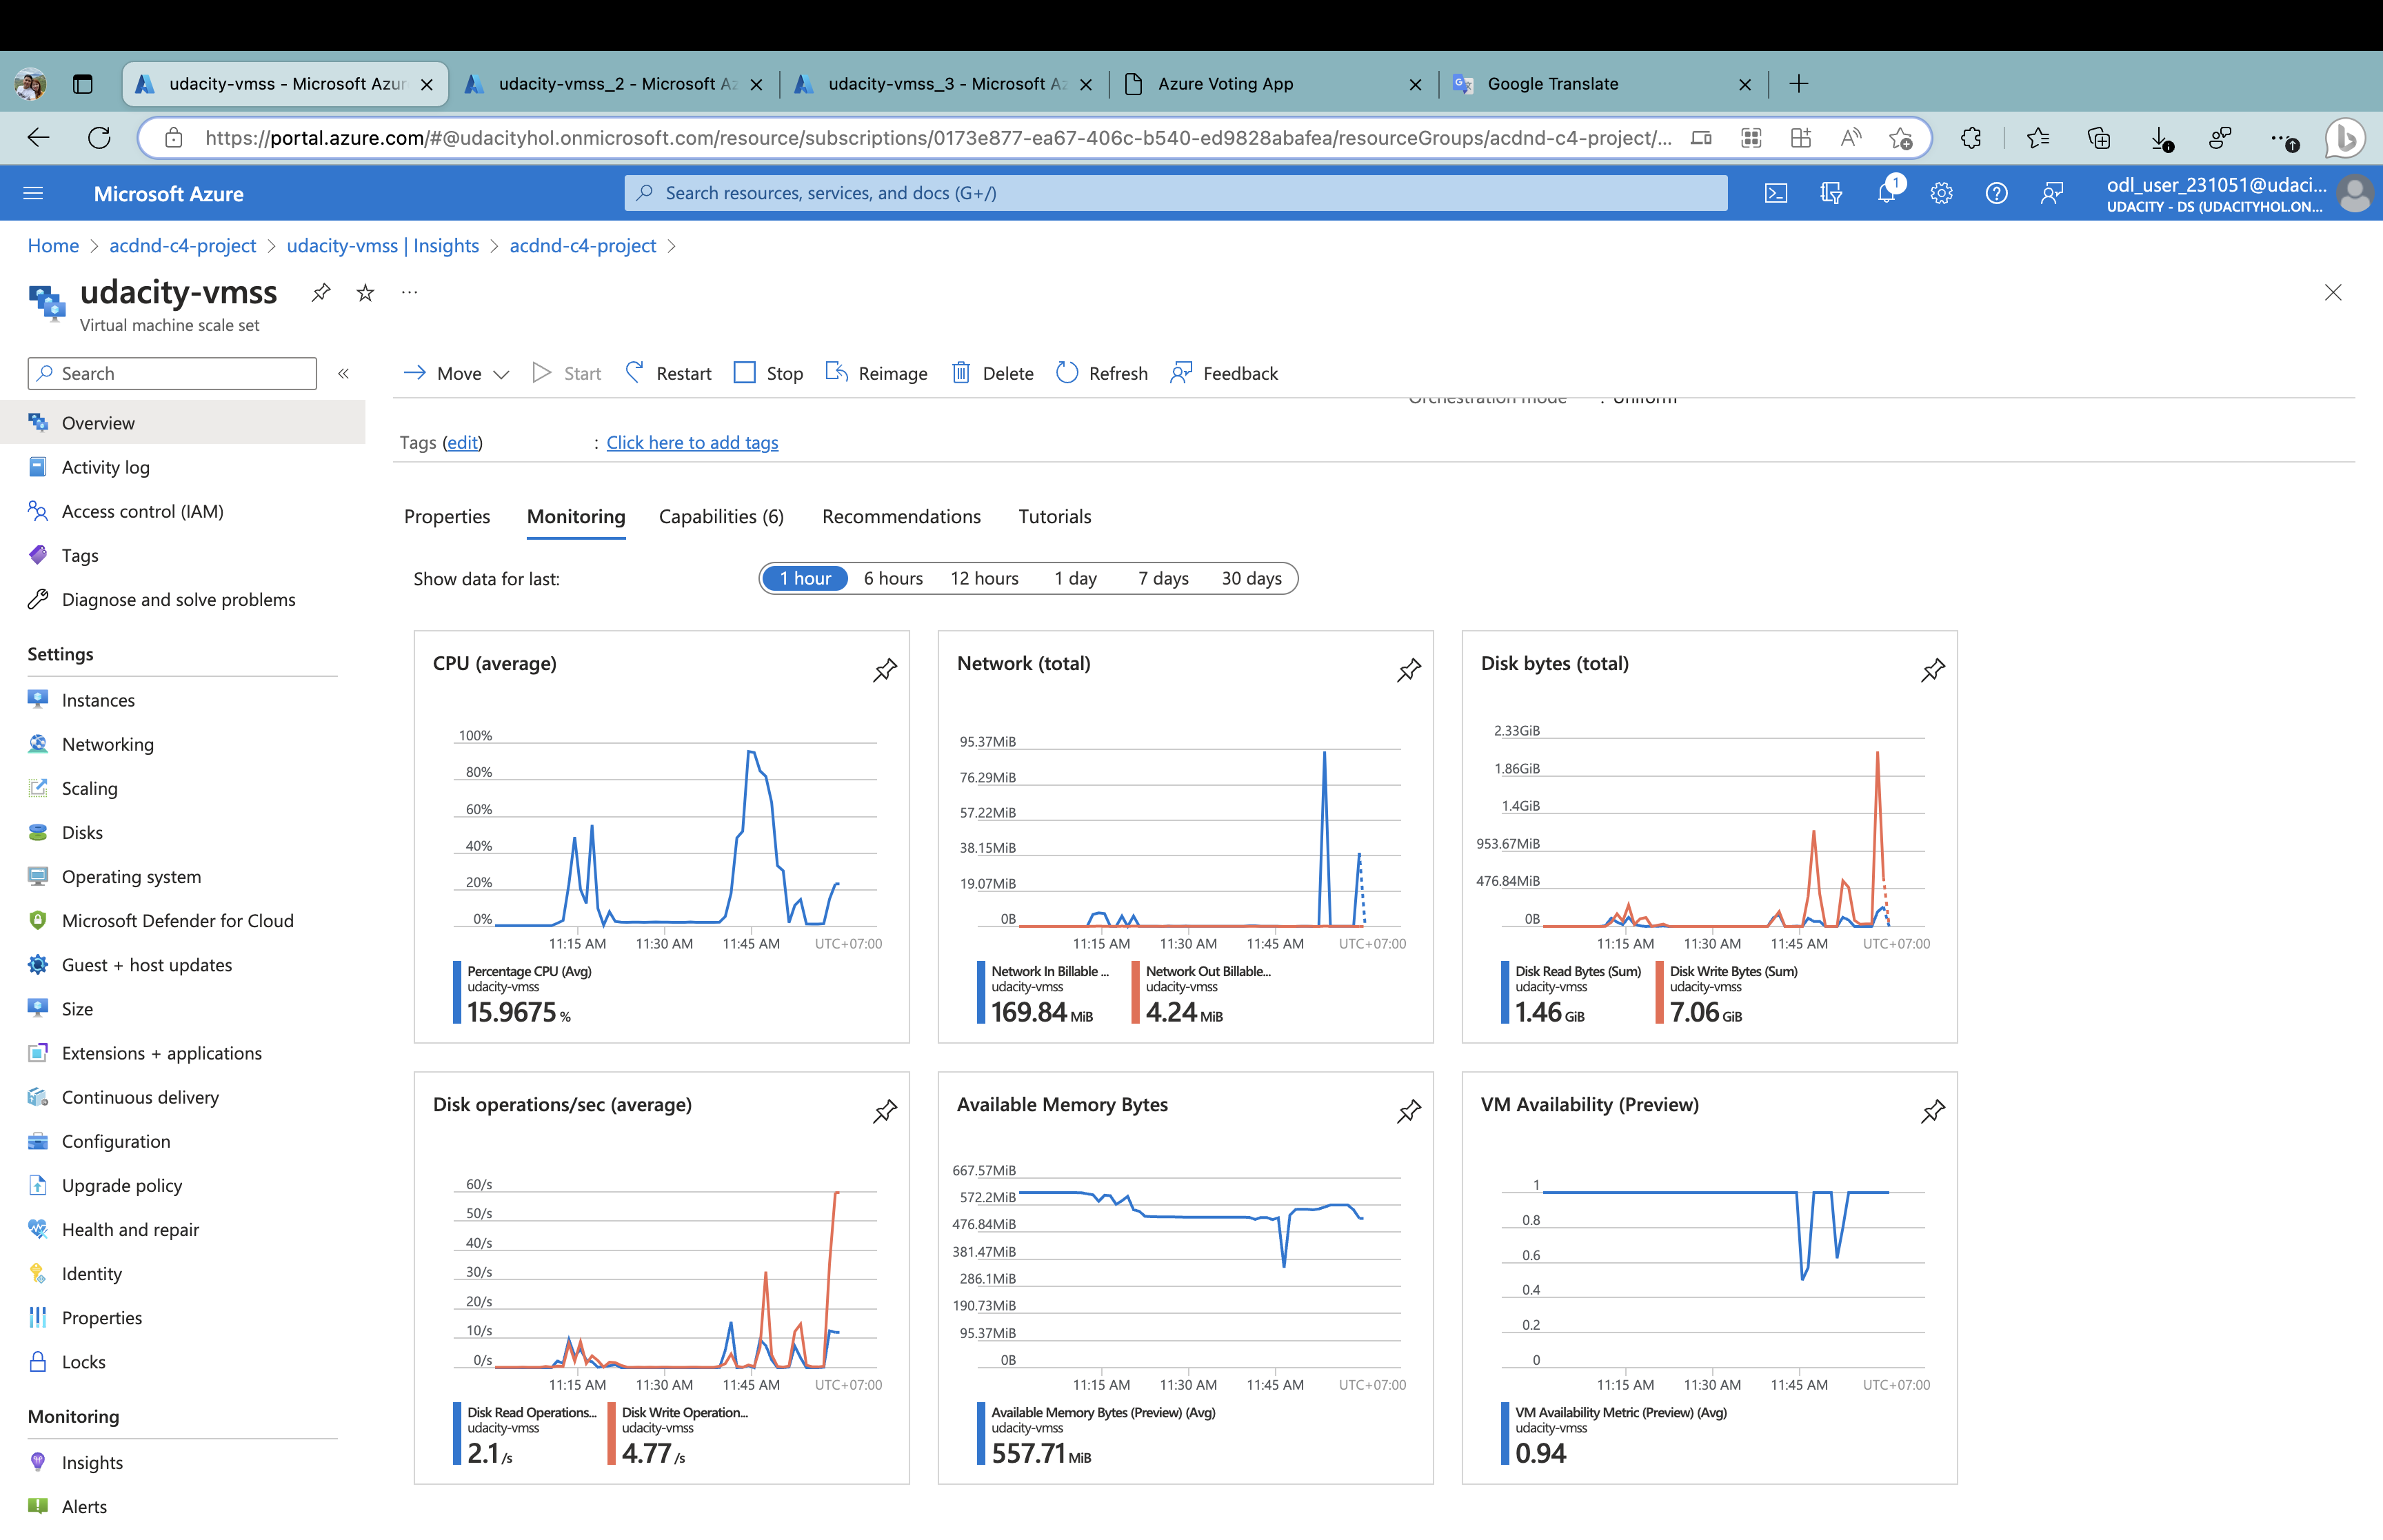 udacity-vmss - Microsoft Azur
udacity-vmss_2 - Microsoft Az
udacity-vmss_3 - Microsoft Az
Azure Voting App
Google Translate
https://portal.azure.com/#@udacityhol.onmicrosoft.com/resource/subscriptions/0173e877-ea67-406c-b540-ed9828abafea/resourceGroups/acdnd-c4-project/...
Microsoft Azure
Search resources, services, and docs (G+/)
1
odl_user_231051@udaci...
UDACITY - DS (UDACITYHOL.ON...
Home > acdnd-c4-project > udacity-vmss | Insights > acdnd-c4-project >
udacity-vmss
Virtual machine scale set
Search
Move Start Restart Stop Reimage Delete Refresh Feedback
Orchestration mode : Uniform
Tags (edit) : Click here to add tags
Overview
Activity log
Access control (IAM)
Tags
Diagnose and solve problems
Settings
Instances
Networking
Scaling
Disks
Operating system
Microsoft Defender for Cloud
Guest + host updates
Size
Extensions + applications
Continuous delivery
Configuration
Upgrade policy
Health and repair
Identity
Properties
Locks
Monitoring
Insights
Alerts
Properties Monitoring Capabilities (6) Recommendations Tutorials
Show data for last: 1 hour 6 hours 12 hours 1 day 7 days 30 days
CPU (average)
100%
80%
60%
40%
20%
0%
11:15 AM 11:30 AM 11:45 AM UTC+07:00
Percentage CPU (Avg)
udacity-vmss
15.9675 %
Network (total)
95.37MiB
76.29MiB
57.22MiB
38.15MiB
19.07MiB
0B
11:15 AM 11:30 AM 11:45 AM UTC+07:00
Network In Billable ...
udacity-vmss
169.84 MiB
Network Out Billable...
udacity-vmss
4.24 MiB
Disk bytes (total)
2.33GiB
1.86GiB
1.4GiB
953.67MiB
476.84MiB
0B
11:15 AM 11:30 AM 11:45 AM UTC+07:00
Disk Read Bytes (Sum)
udacity-vmss
1.46 GiB
Disk Write Bytes (Sum)
udacity-vmss
7.06 GiB
Disk operations/sec (average)
60/s
50/s
40/s
30/s
20/s
10/s
0/s
11:15 AM 11:30 AM 11:45 AM UTC+07:00
Disk Read Operations...
udacity-vmss
2.1 /s
Disk Write Operation...
udacity-vmss
4.77 /s
Available Memory Bytes
667.57MiB
572.2MiB
476.84MiB
381.47MiB
286.1MiB
190.73MiB
95.37MiB
0B
11:15 AM 11:30 AM 11:45 AM UTC+07:00
Available Memory Bytes (Preview) (Avg)
udacity-vmss
557.71 MiB
VM Availability (Preview)
1
0.8
0.6
0.4
0.2
0
11:15 AM 11:30 AM 11:45 AM UTC+07:00
VM Availability Metric (Preview) (Avg)
udacity-vmss
0.94